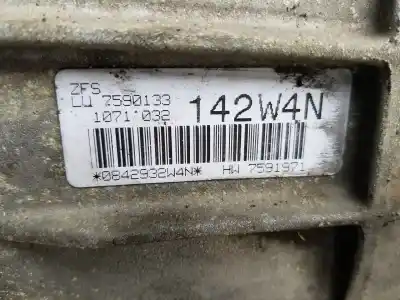 ZFS
LU 7590133
1071 032 142W4N
*0842932W4N* HW 7591971